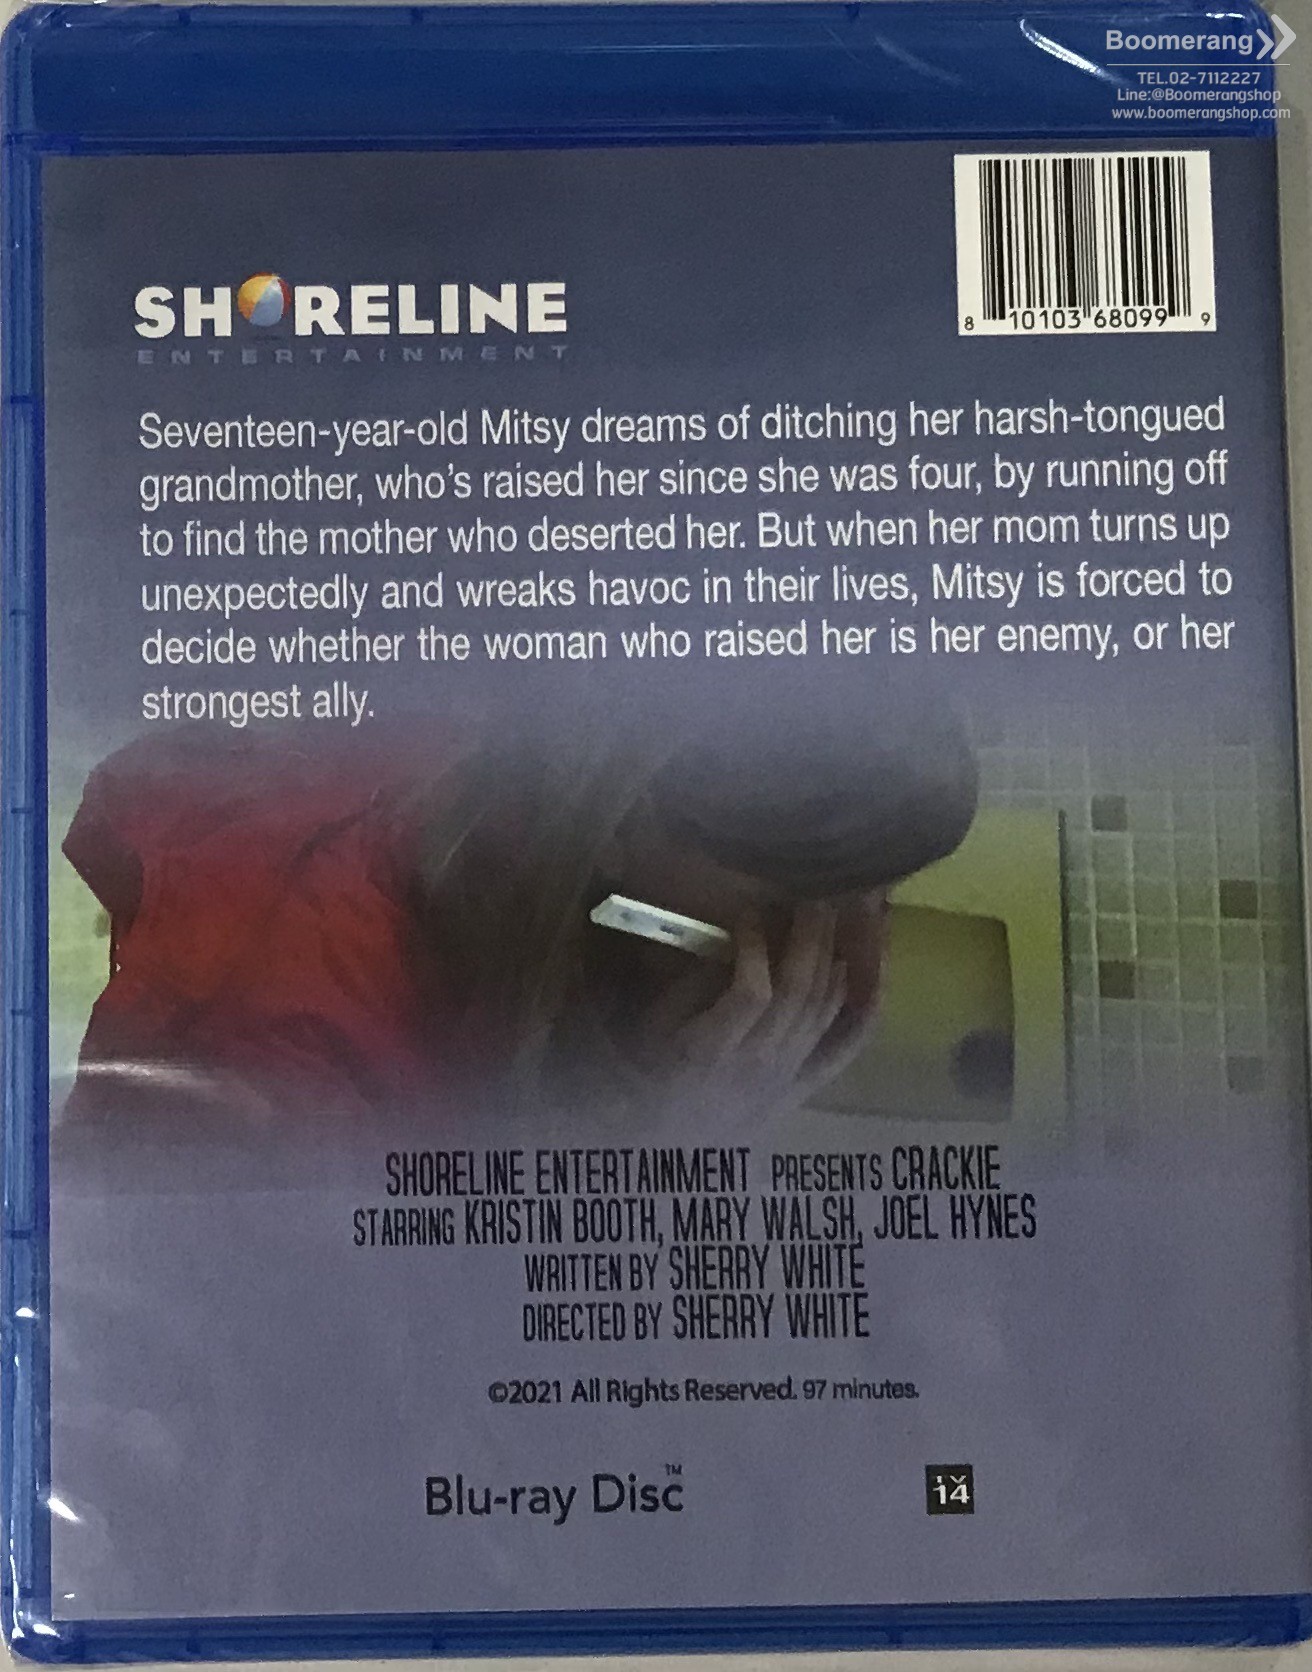 Boomerang
TEL.02-7112227
Line:@Boomerangshop
www.boomerangshop.com
8 10103 68099 9
SHORELINE
ENTERTAINMENT
Seventeen-year-old Mitsy dreams of ditching her harsh-tongued
grandmother, who's raised her since she was four, by running off
to find the mother who deserted her. But when her mom turns up
unexpectedly and wreaks havoc in their lives, Mitsy is forced to
decide whether the woman who raised her is her enemy, or her
strongest ally.
SHORELINE ENTERTAINMENT PRESENTS CRACKIE
STARRING KRISTIN BOOTH, MARY WALSH, JOEL HYNES
WRITTEN BY SHERRY WHITE
DIRECTED BY SHERRY WHITE
©2021 All Rights Reserved. 97 minutes.
Blu-ray Disc™
TV
14